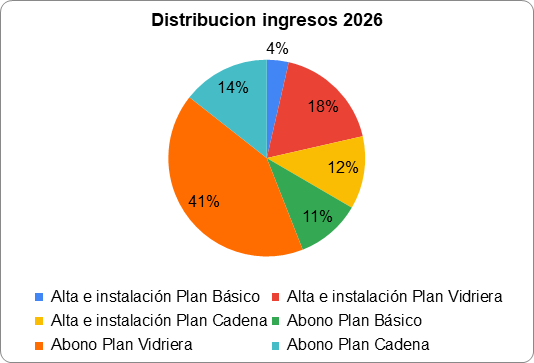 Distribucion ingresos 2026
4%
18%
12%
11%
41%
14%
Alta e instalación Plan Básico
Alta e instalación Plan Vidriera
Alta e instalación Plan Cadena
Abono Plan Básico
Abono Plan Vidriera
Abono Plan Cadena